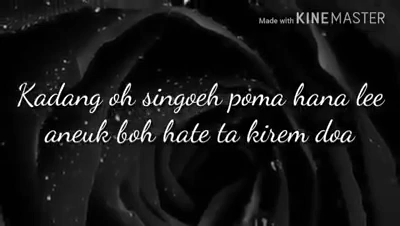 Made with KINEMASTER
Kadang oh singoeh poma hana lee
aneuk boh hate ta kirem doa